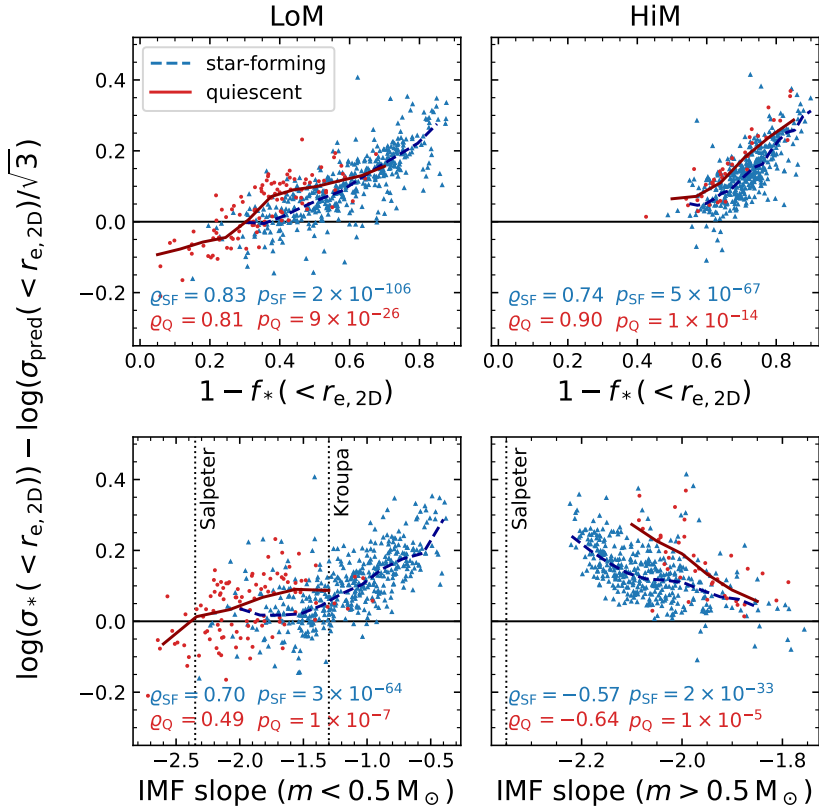 LoM
HiM
star-forming
quiescent
0.4
0.2
0.0
−0.2
ϱSF = 0.83 pSF = 2 × 10−106
ϱQ = 0.81 pQ = 9 × 10−26
ϱSF = 0.74 pSF = 5 × 10−67
ϱQ = 0.90 pQ = 1 × 10−14
0.0 0.2 0.4 0.6 0.8
0.0 0.2 0.4 0.6 0.8
1 − f*(< re, 2D)
1 − f*(< re, 2D)
log(σ*(< re, 2D)) − log(σpred(< re, 2D)/√3)
0.4
0.2
0.0
−0.2
Salpeter
Kroupa
Salpeter
ϱSF = 0.70 pSF = 3 × 10−64
ϱQ = 0.49 pQ = 1 × 10−7
ϱSF = −0.57 pSF = 2 × 10−33
ϱQ = −0.64 pQ = 1 × 10−5
−2.5 −2.0 −1.5 −1.0 −0.5
−2.2 −2.0 −1.8
IMF slope (m < 0.5 M⊙)
IMF slope (m > 0.5 M⊙)